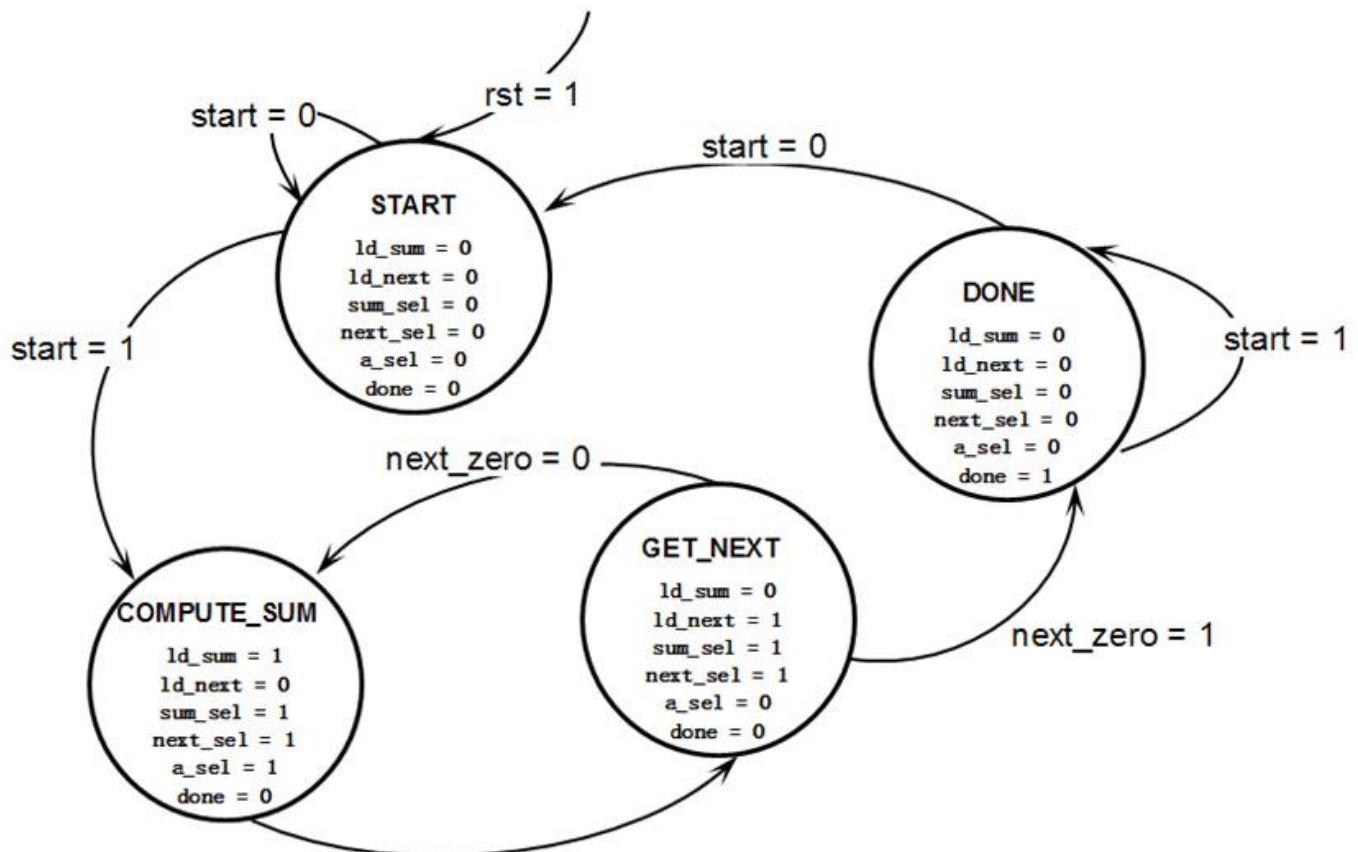 rst = 1
start = 0
START
ld_sum = 0
ld_next = 0
sum_sel = 0
next_sel = 0
a_sel = 0
done = 0
start = 0
DONE
ld_sum = 0
ld_next = 0
sum_sel = 0
next_sel = 0
a_sel = 0
done = 1
start = 1
start = 1
next_zero = 0
GET_NEXT
ld_sum = 0
ld_next = 1
sum_sel = 1
next_sel = 1
a_sel = 0
done = 0
next_zero = 1
COMPUTE_SUM
ld_sum = 1
ld_next = 0
sum_sel = 1
next_sel = 1
a_sel = 1
done = 0